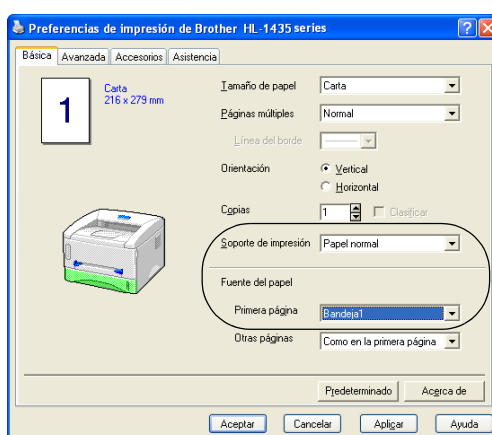 Preferencias de impresión de Brother HL-1435 series
Básica Avanzada Accesorios Asistencia
1
Carta
216 x 279 mm
Tamaño de papel Carta
Páginas múltiples Normal
Línea del borde
Orientación Vertical
Horizontal
Copias 1 Clasificar
Soporte de impresión Papel normal
Fuente del papel
Primera página Bandeja1
Otras páginas Como en la primera página
Predeterminado Acerca de
Aceptar Cancelar Aplicar Ayuda